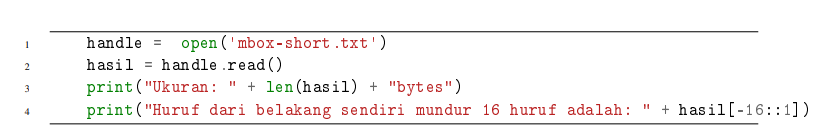 1 handle = open('mbox-short.txt')
2 hasil = handle.read()
3 print("Ukuran: " + len(hasil) + "bytes")
4 print("Huruf dari belakang sendiri mundur 16 huruf adalah: " + hasil[-16::1])